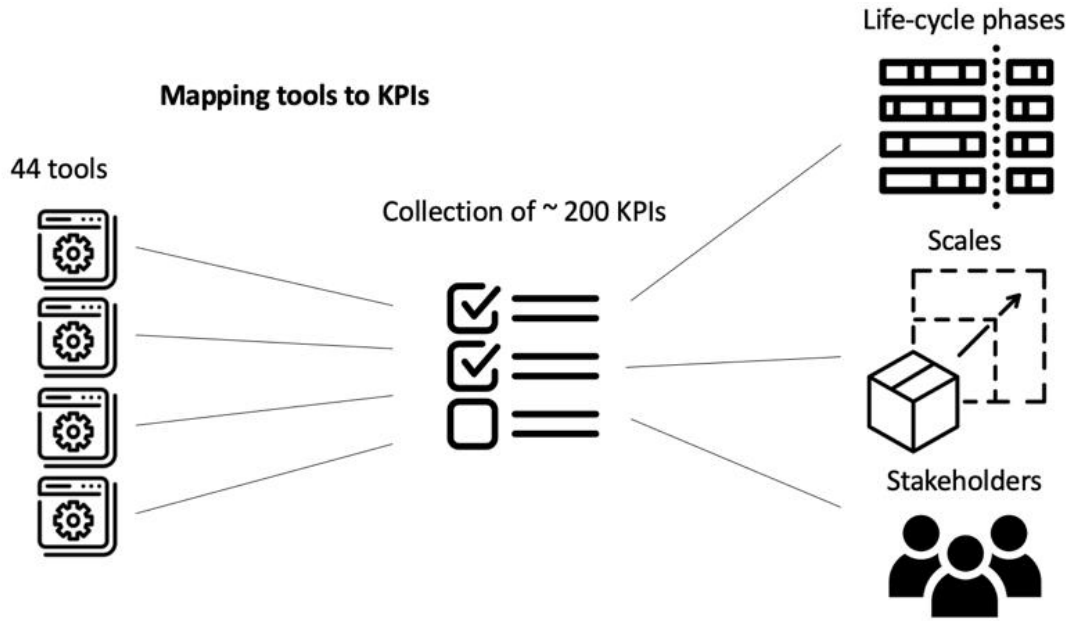 Life-cycle phases
Mapping tools to KPIs
44 tools
Collection of ~ 200 KPIs
Scales
Stakeholders